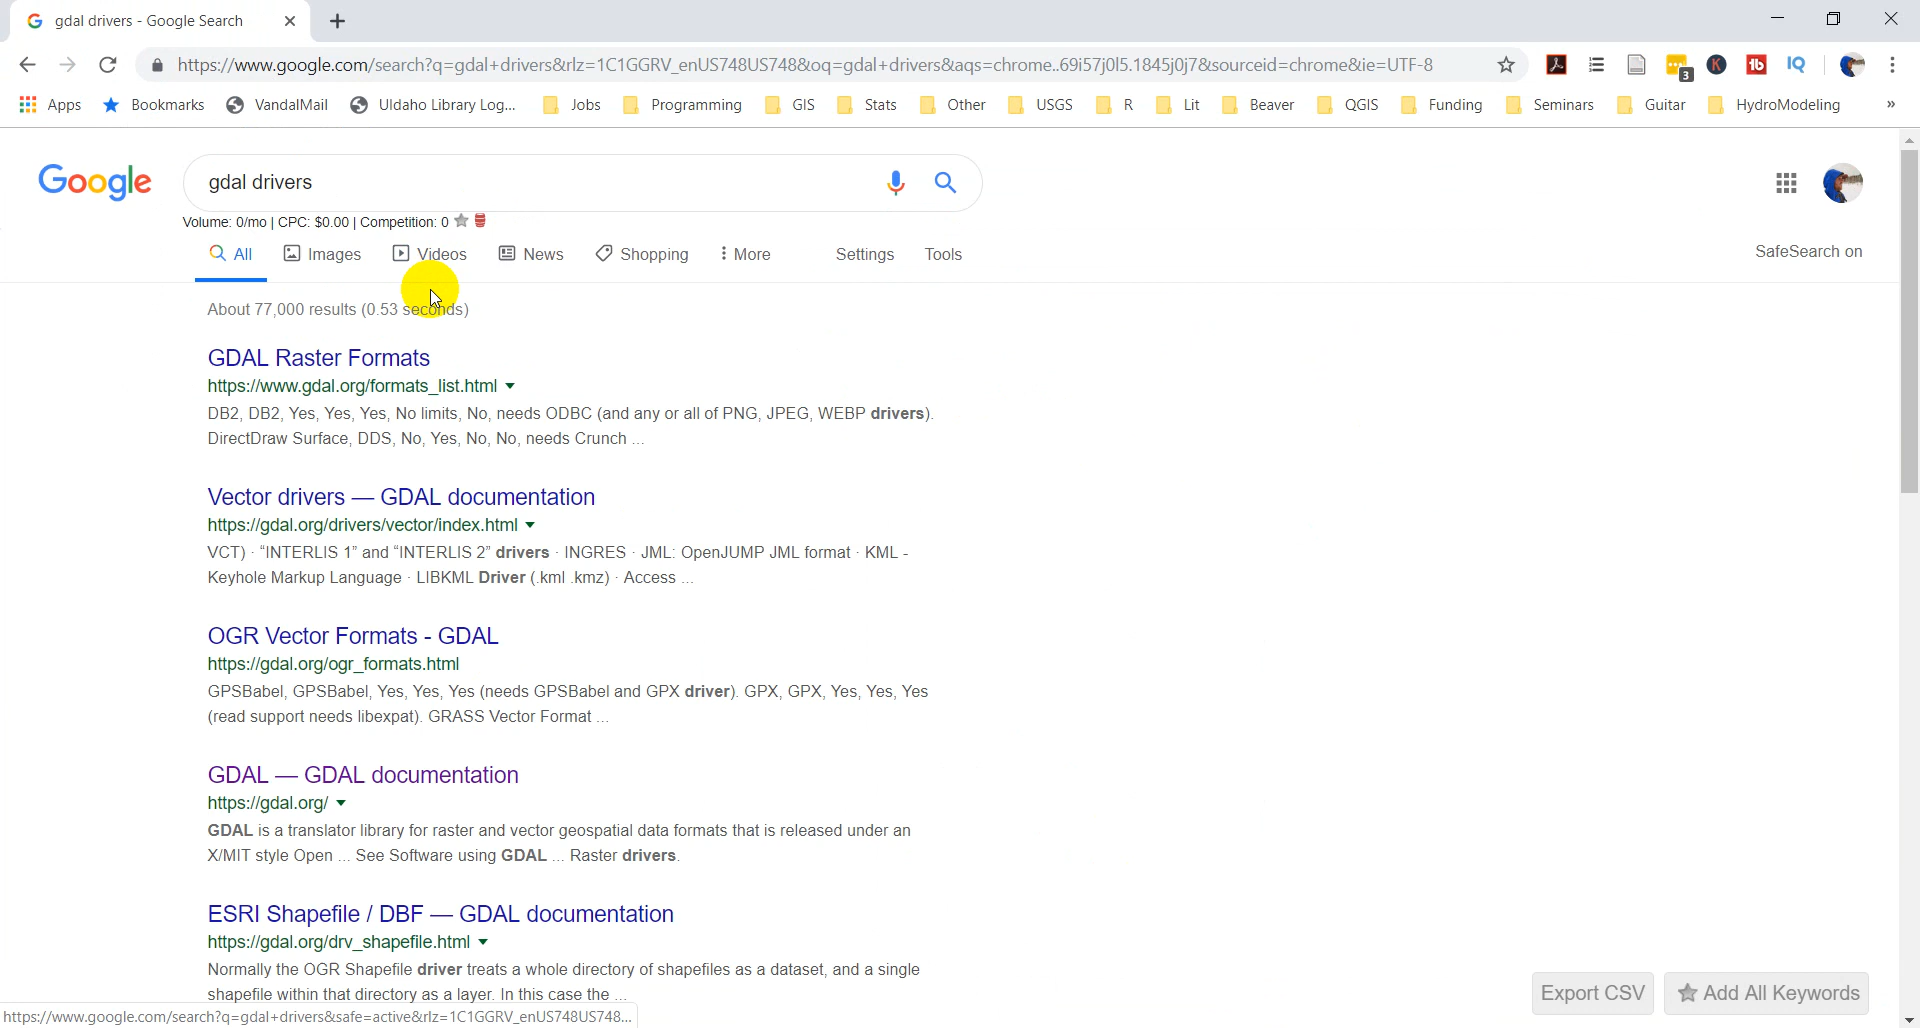 gdal drivers - Google Search
https://www.google.com/search?q=gdal+drivers&rlz=1C1GGRV_enUS748US748&oq=gdal+drivers&aqs=chrome..69i57j0l5.1845j0j7&sourceid=chrome&ie=UTF-8
3
K
tb
IQ
Apps Bookmarks VandalMail UIdaho Library Log... Jobs Programming GIS Stats Other USGS R Lit Beaver QGIS Funding Seminars Guitar HydroModeling »
Google
gdal drivers
Volume: 0/mo | CPC: $0.00 | Competition: 0
All Images Videos News Shopping More Settings Tools SafeSearch on
About 77,000 results (0.53 seconds)
GDAL Raster Formats
https://www.gdal.org/formats_list.html
DB2, DB2, Yes, Yes, Yes, No limits, No, needs ODBC (and any or all of PNG, JPEG, WEBP drivers).
DirectDraw Surface, DDS, No, Yes, No, No, needs Crunch ...
Vector drivers — GDAL documentation
https://gdal.org/drivers/vector/index.html
VCT) · “INTERLIS 1” and “INTERLIS 2” drivers · INGRES · JML: OpenJUMP JML format · KML -
Keyhole Markup Language · LIBKML Driver (.kml .kmz) · Access ...
OGR Vector Formats - GDAL
https://gdal.org/ogr_formats.html
GPSBabel, GPSBabel, Yes, Yes, Yes (needs GPSBabel and GPX driver). GPX, GPX, Yes, Yes, Yes
(read support needs libexpat). GRASS Vector Format ...
GDAL — GDAL documentation
https://gdal.org/
GDAL is a translator library for raster and vector geospatial data formats that is released under an
X/MIT style Open ... See Software using GDAL ... Raster drivers.
ESRI Shapefile / DBF — GDAL documentation
https://gdal.org/drv_shapefile.html
Normally the OGR Shapefile driver treats a whole directory of shapefiles as a dataset, and a single
shapefile within that directory as a layer. In this case the ...
Export CSV Add All Keywords
https://www.google.com/search?q=gdal+drivers&safe=active&rlz=1C1GGRV_enUS748US748...